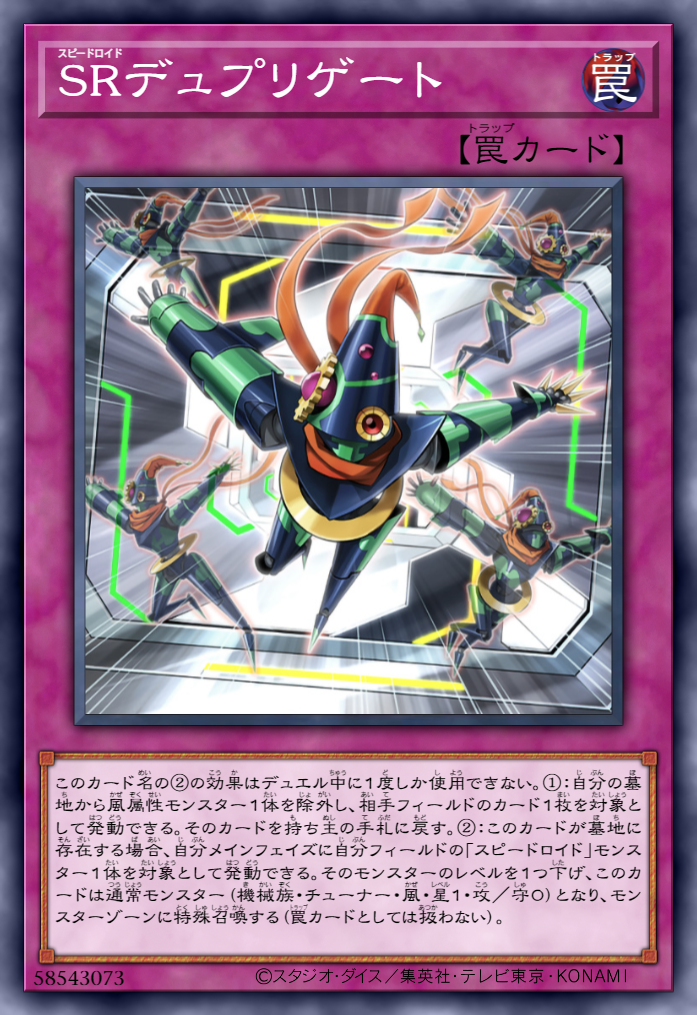 スピードロイド
SRデュプリゲート
トラップ
罠
トラップ
【罠カード】
このカード名の②の効果はデュエル中に1度しか使用できない。①:自分の墓
地から風属性モンスター1体を除外し、相手フィールドのカード1枚を対象と
して発動できる。そのカードを持ち主の手札に戻す。②:このカードが墓地に
存在する場合、自分メインフェイズに自分フィールドの「スピードロイド」モンス
ター1体を対象として発動できる。そのモンスターのレベルを1つ下げ、このカ
ードは通常モンスター(機械族・チューナー・風・星1・攻/守0)となり、モン
スターゾーンに特殊召喚する(罠カードとしては扱わない)。
58543073
©スタジオ・ダイス/集英社・テレビ東京・KONAMI